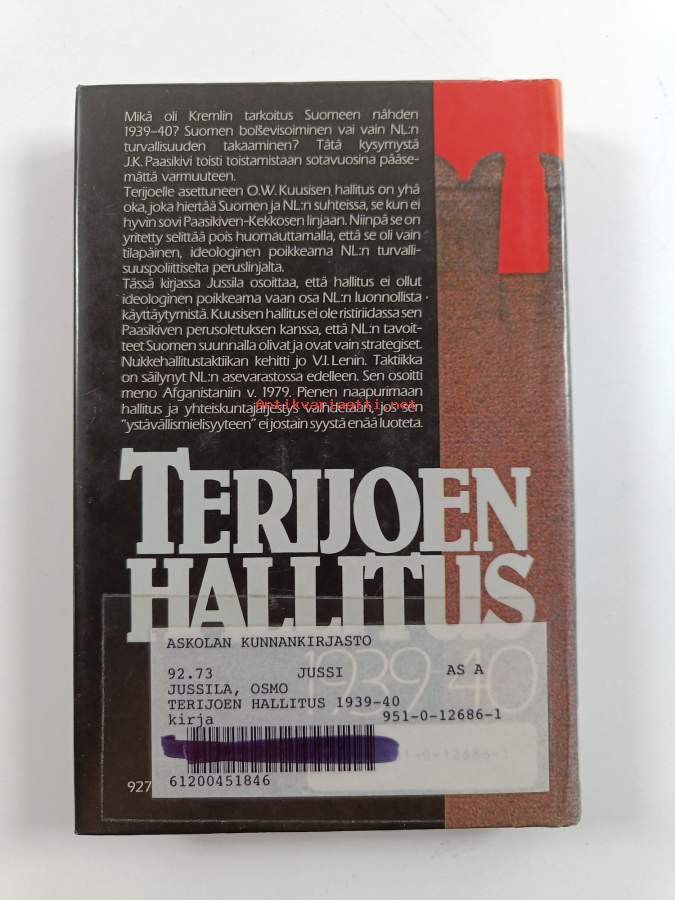 Mikä oli Kremlin tarkoitus Suomeen nähden
1939–40? Suomen bolševisoiminen vai vain NL:n
turvallisuuden takaaminen? Tätä kysymystä
J.K. Paasikivi toisti toistamistaan sotavuosina pääse-
mättä varmuuteen.
Terijoelle asettuneen O.W. Kuusisen hallitus on yhä
oka, joka hiertää Suomen ja NL:n suhteissa, se kun ei
hyvin sovi Paasikiven-Kekkosen linjaan. Niinpä se on
yritetty selittää pois huomauttamalla, että se oli vain
tilapäinen, ideologinen poikkeama NL:n turvalli-
suuspoliittiselta peruslinjalta.
Tässä kirjassa Jussila osoittaa, että hallitus ei ollut
ideologinen poikkeama vaan osa NL:n luonnollista
käyttäytymistä. Kuusisen hallitus ei ole ristiriidassa sen
Paasikiven perusoletuksen kanssa, että NL:n tavoit-
teet Suomen suunnalla olivat ja ovat vain strategiset.
Nukkehallitustaktiikan kehitti jo V.I. Lenin. Taktiikka
on säilynyt NL:n asevarastossa edelleen. Sen osoitti
meno Afganistaniin v. 1979. Pienen naapurimaan
hallitus ja yhteiskuntajärjestys vaihdetaan, jos sen
"ystävällismielisyyteen" ei jostain syystä enää luoteta.
Antikvariaatti.net
TERIJOEN
HALLITUS
1939–40
ASKOLAN KUNNANKIRJASTO
92.73 JUSSI AS A
JUSSILA, OSMO
TERIJOEN HALLITUS 1939-40
kirja 951-0-12686-1
61200451846
927